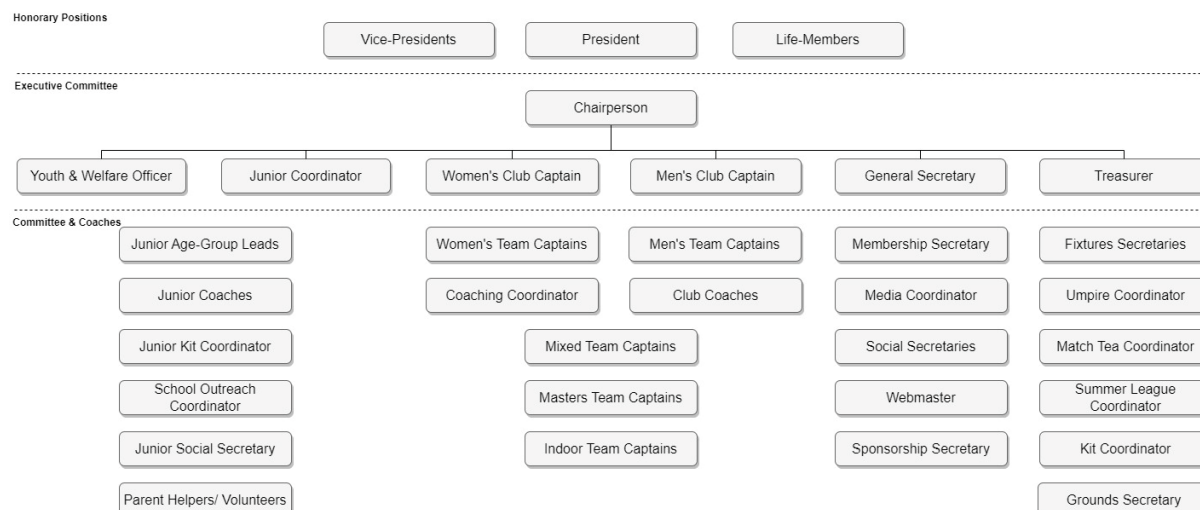 Honorary Positions
Vice-Presidents
President
Life-Members
Executive Committee
Chairperson
Youth & Welfare Officer
Junior Coordinator
Women's Club Captain
Men's Club Captain
General Secretary
Treasurer
Committee & Coaches
Junior Age-Group Leads
Women's Team Captains
Men's Team Captains
Membership Secretary
Fixtures Secretaries
Junior Coaches
Coaching Coordinator
Club Coaches
Media Coordinator
Umpire Coordinator
Junior Kit Coordinator
Mixed Team Captains
Social Secretaries
Match Tea Coordinator
School Outreach
Coordinator
Masters Team Captains
Webmaster
Summer League
Coordinator
Junior Social Secretary
Indoor Team Captains
Sponsorship Secretary
Kit Coordinator
Parent Helpers/ Volunteers
Grounds Secretary